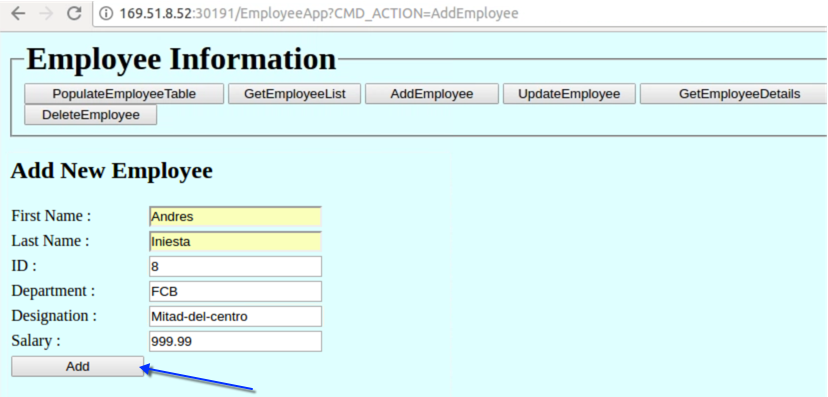 169.51.8.52:30191/EmployeeApp?CMD_ACTION=AddEmployee
Employee Information
PopulateEmployeeTable GetEmployeeList AddEmployee UpdateEmployee GetEmployeeDetails
DeleteEmployee
Add New Employee
First Name : Andres
Last Name : Iniesta
ID : 8
Department : FCB
Designation : Mitad-del-centro
Salary : 999.99
Add